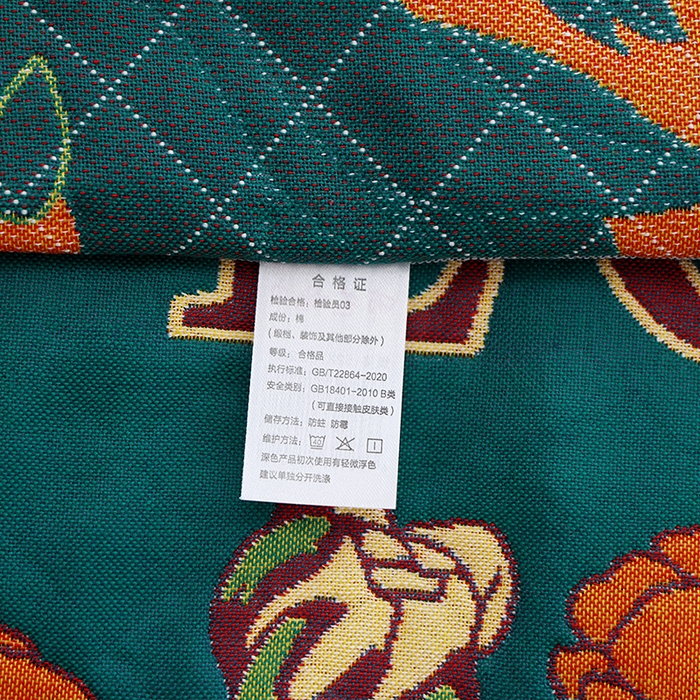 合格证
检验合格：检验员03
成份：棉
（缎档、装饰及其他部分除外）
等级：合格品
执行标准：GB/T22864-2020
安全类别：GB18401-2010 B类
（可直接接触皮肤类）
储存方法：防蛀 防霉
维护方法：40
深色产品初次使用有轻微浮色
建议单独分开洗涤